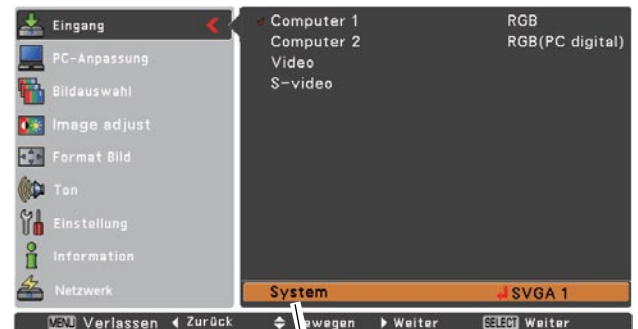 Eingang
PC-Anpassung
Bildauswahl
Image adjust
Format Bild
Ton
Einstellung
Information
Netzwerk
Computer 1 RGB
Computer 2 RGB(PC digital)
Video
S-video
System SVGA 1
MENU Verlassen Zurück ewegen Weiter SELECT Weiter